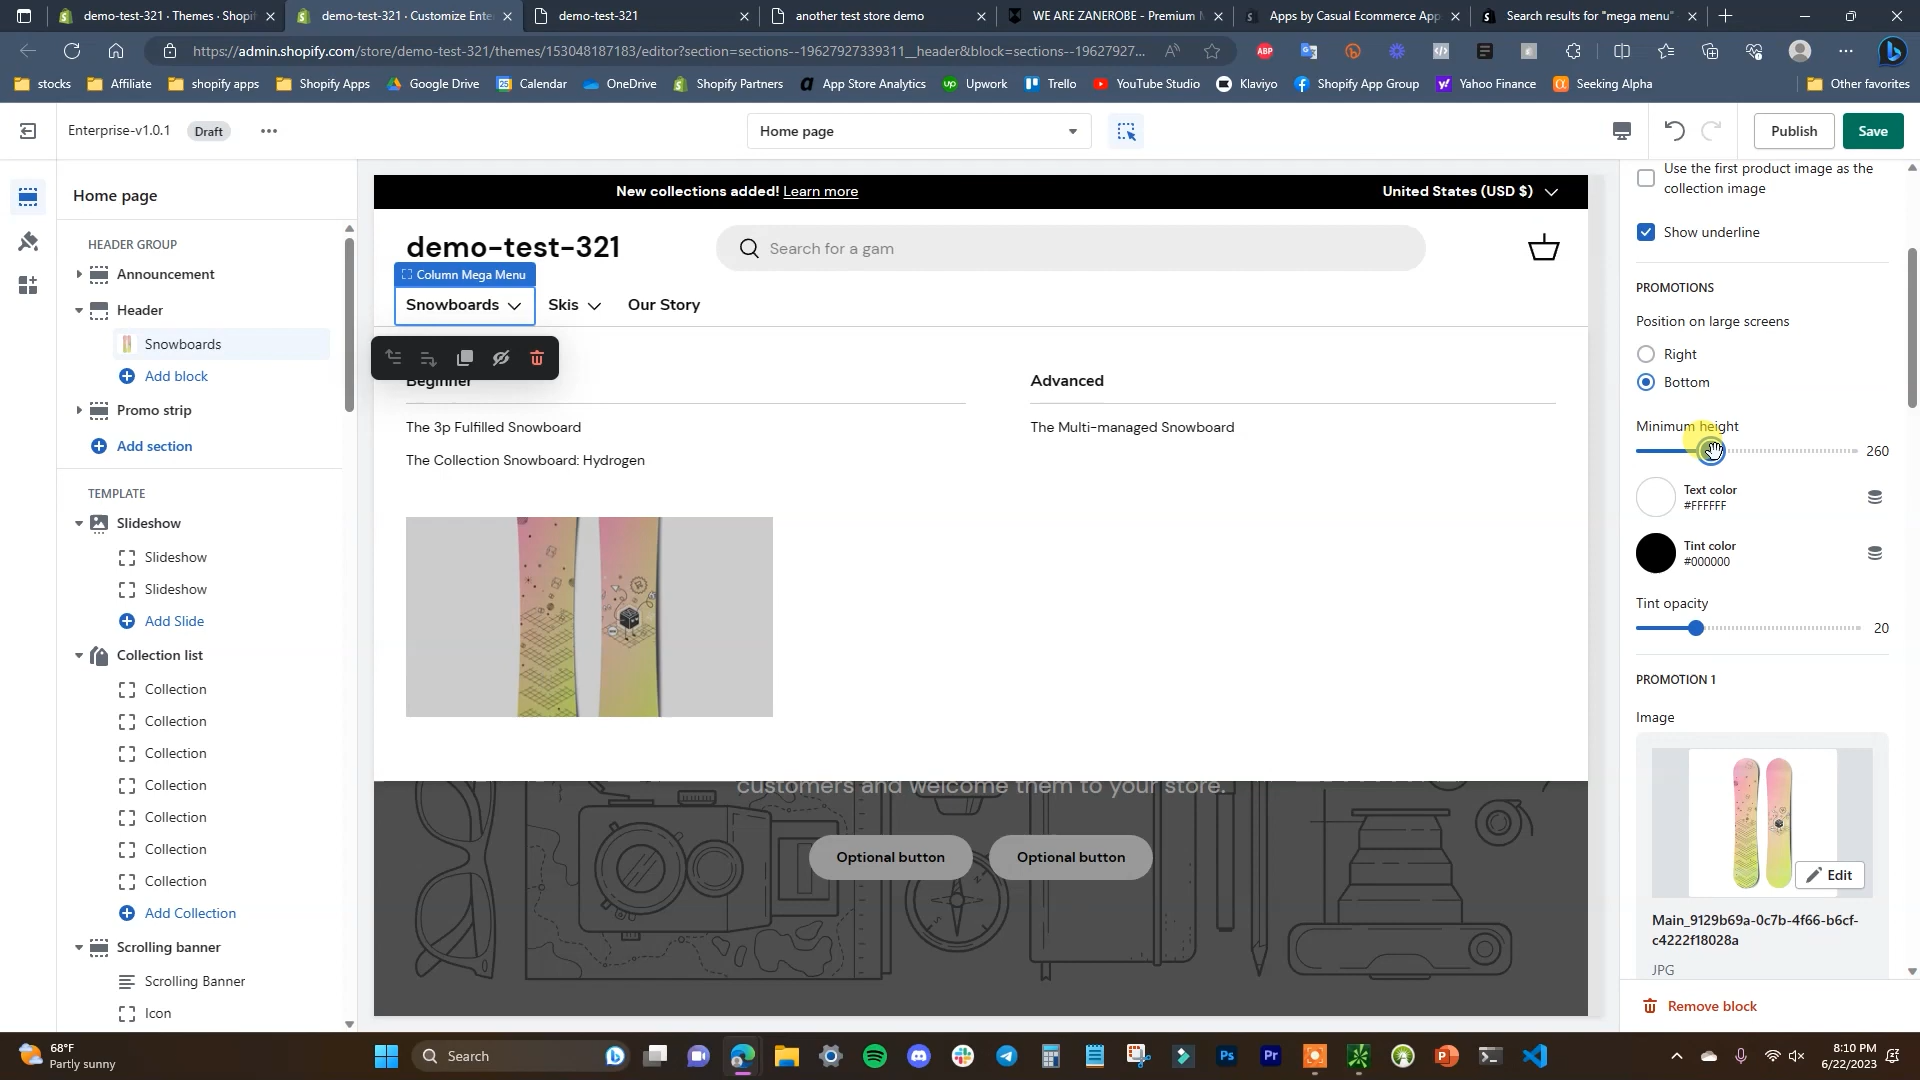 demo-test-321 · Themes · Shopif
demo-test-321 · Customize Ente
demo-test-321
another test store demo
WE ARE ZANEROBE - Premium M
Apps by Casual Ecommerce App
Search results for "mega menu"
https://admin.shopify.com/store/demo-test-321/themes/153048187183/editor?section=sections--19627927339311__header&block=sections--19627927...
ABP
stocks
Affiliate
shopify apps
Shopify Apps
Google Drive
Calendar
OneDrive
Shopify Partners
App Store Analytics
Upwork
Trello
YouTube Studio
Klaviyo
Shopify App Group
Yahoo Finance
Seeking Alpha
Other favorites
Enterprise-v1.0.1
Draft
Home page
Publish
Save
Home page
HEADER GROUP
Announcement
Header
Snowboards
Add block
Promo strip
Add section
TEMPLATE
Slideshow
Slideshow
Slideshow
Add Slide
Collection list
Collection
Collection
Collection
Collection
Collection
Collection
Collection
Add Collection
Scrolling banner
Scrolling Banner
Icon
New collections added! Learn more
United States (USD $)
demo-test-321
Search for a gam
Column Mega Menu
Snowboards
Skis
Our Story
Beginner
Advanced
The 3p Fulfilled Snowboard
The Multi-managed Snowboard
The Collection Snowboard: Hydrogen
customers and welcome them to your store.
Optional button
Optional button
Use the first product image as the
collection image
Show underline
PROMOTIONS
Position on large screens
Right
Bottom
Minimum height
260
Text color
#FFFFFF
Tint color
#000000
Tint opacity
20
PROMOTION 1
Image
Edit
Main_9129b69a-0c7b-4f66-b6cf-
c4222f18028a
JPG
Remove block
68°F
Partly sunny
Search
Ps
Pr
8:10 PM
6/22/2023